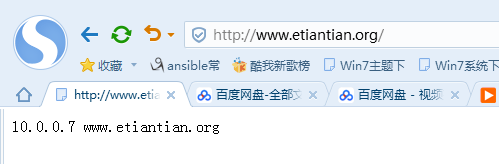 http://www.etiantian.org/
收藏 ansible常 酷我新歌榜 Win7主题下 Win7系统下
http://www.etia 百度网盘-全部文 百度网盘 - 视频
10.0.0.7 www.etiantian.org